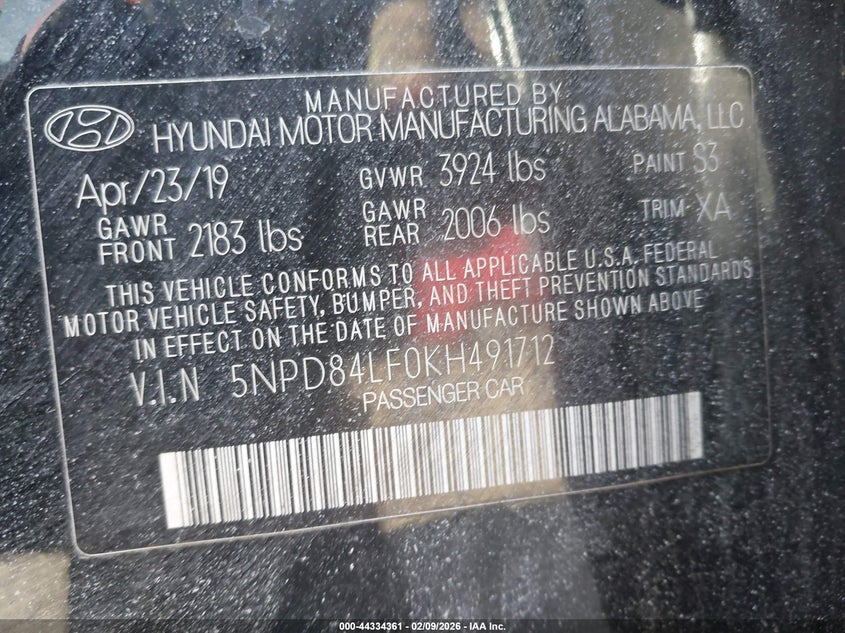 MANUFACTURED BY
HYUNDAI MOTOR MANUFACTURING ALABAMA, LLC
Apr/23/19 GVWR 3924 lbs PAINT S3
GAWR FRONT 2183 lbs GAWR REAR 2006 lbs TRIM XA
THIS VEHICLE CONFORMS TO ALL APPLICABLE U.S.A. FEDERAL
MOTOR VEHICLE SAFETY, BUMPER, AND THEFT PREVENTION STANDARDS
IN EFFECT ON THE DATE OF MANUFACTURE SHOWN ABOVE
V.I.N 5NPD84LF0KH491712
PASSENGER CAR
000-44334361 - 02/09/2026 - IAA Inc.